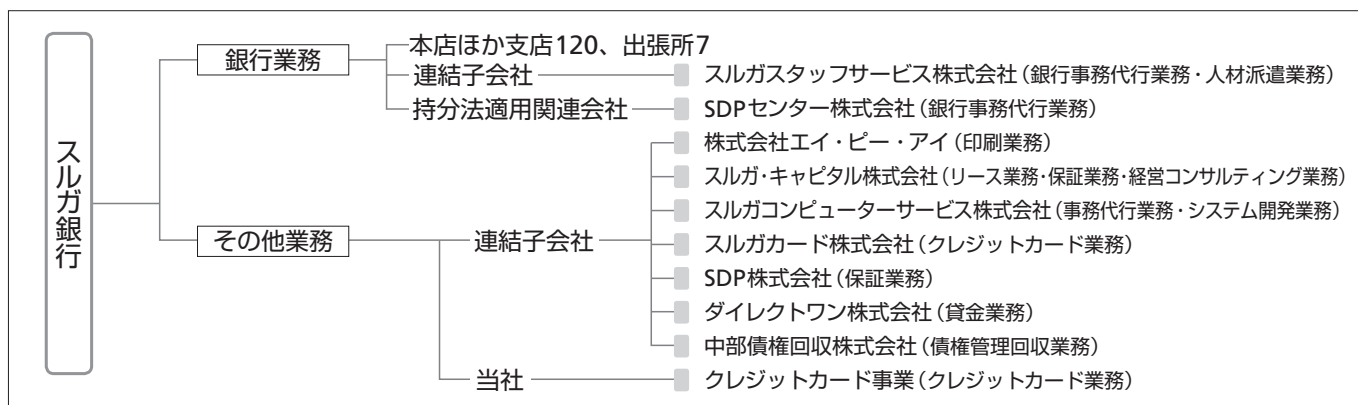 スルガ銀行
銀行業務
本店ほか支店120、出張所7
連結子会社
スルガスタッフサービス株式会社(銀行事務代行業務・人材派遣業務)
持分法適用関連会社
SDPセンター株式会社(銀行事務代行業務)
その他業務
連結子会社
株式会社エイ・ピー・アイ(印刷業務)
スルガ・キャピタル株式会社(リース業務・保証業務・経営コンサルティング業務)
スルガコンピューターサービス株式会社(事務代行業務・システム開発業務)
スルガカード株式会社(クレジットカード業務)
SDP株式会社(保証業務)
ダイレクトワン株式会社(貸金業務)
中部債権回収株式会社(債権管理回収業務)
当社
クレジットカード事業(クレジットカード業務)